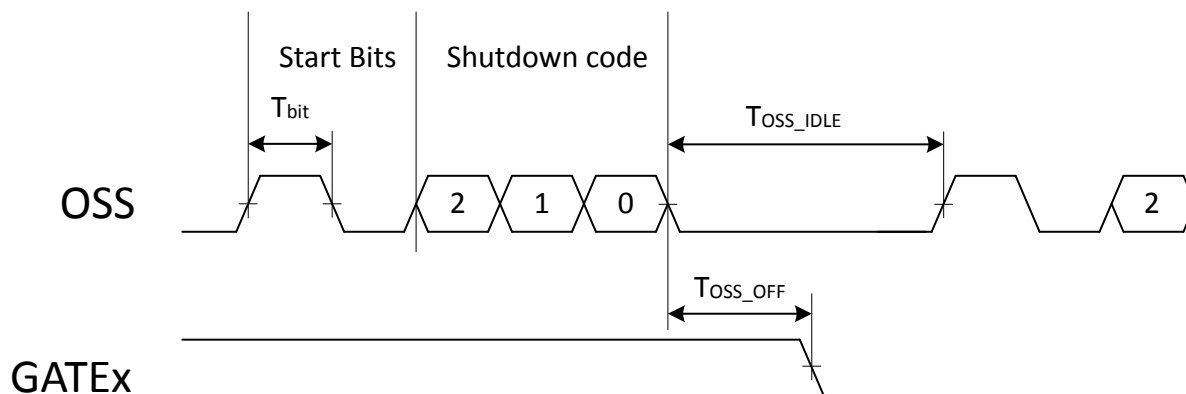 Start Bits Shutdown code
Tbit TOSS_IDLE
OSS 2 1 0 2
TOSS_OFF
GATEx